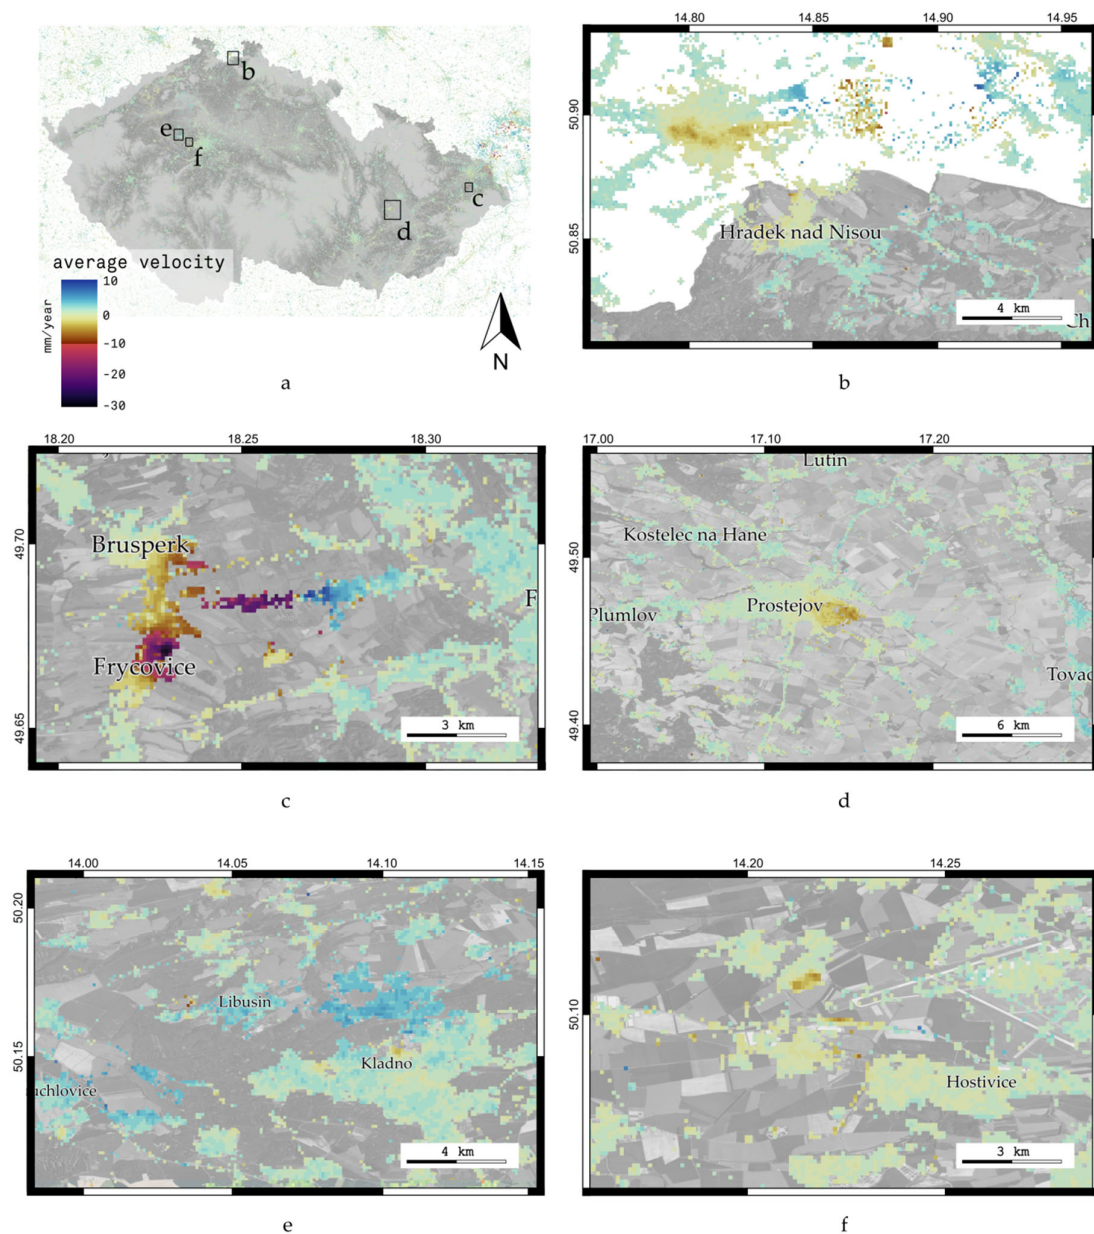 b
e
f
c
d
average velocity
10
0
-10
-20
-30
mm/year
N
a
14.80
14.85
14.90
14.95
50.90
50.85
Hradek nad Nisou
4 km
Ch
b
18.20
18.25
18.30
49.70
49.65
Brusperk
Frycovice
F
3 km
c
17.00
17.10
17.20
49.50
49.40
Lutin
Kostelec na Hane
Prostejov
Plumlov
Tovac
6 km
d
14.00
14.05
14.10
14.15
50.20
50.15
Libusin
Kladno
uchlovice
4 km
e
14.20
14.25
50.10
Hostivice
3 km
f